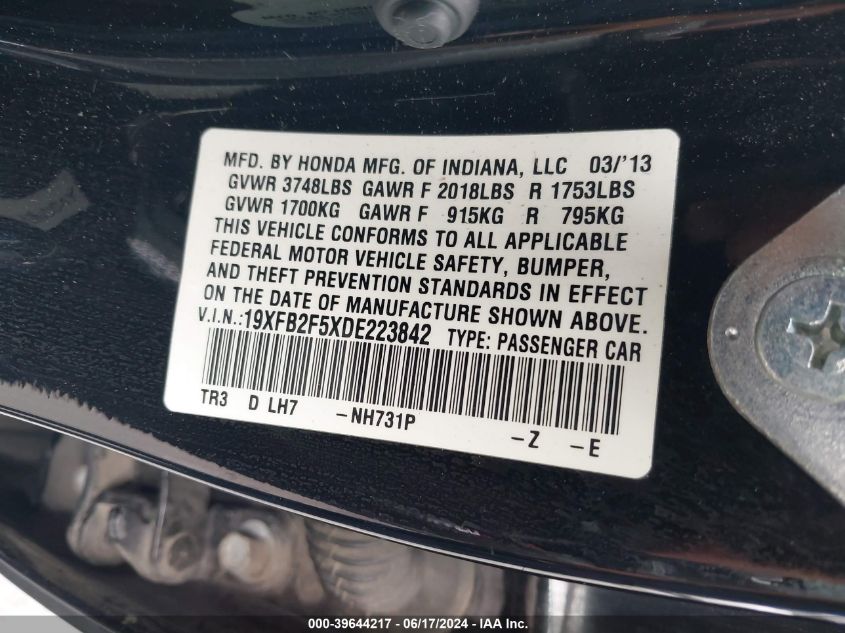 MFD. BY HONDA MFG. OF INDIANA, LLC 03/'13
GVWR 3748LBS GAWR F 2018LBS R 1753LBS
GVWR 1700KG GAWR F 915KG R 795KG
THIS VEHICLE CONFORMS TO ALL APPLICABLE
FEDERAL MOTOR VEHICLE SAFETY, BUMPER,
AND THEFT PREVENTION STANDARDS IN EFFECT
ON THE DATE OF MANUFACTURE SHOWN ABOVE.
V.I.N.:19XFB2F5XDE223842 TYPE: PASSENGER CAR
TR3 D LH7 -NH731P -Z -E
000-39644217 - 06/17/2024 - IAA Inc.